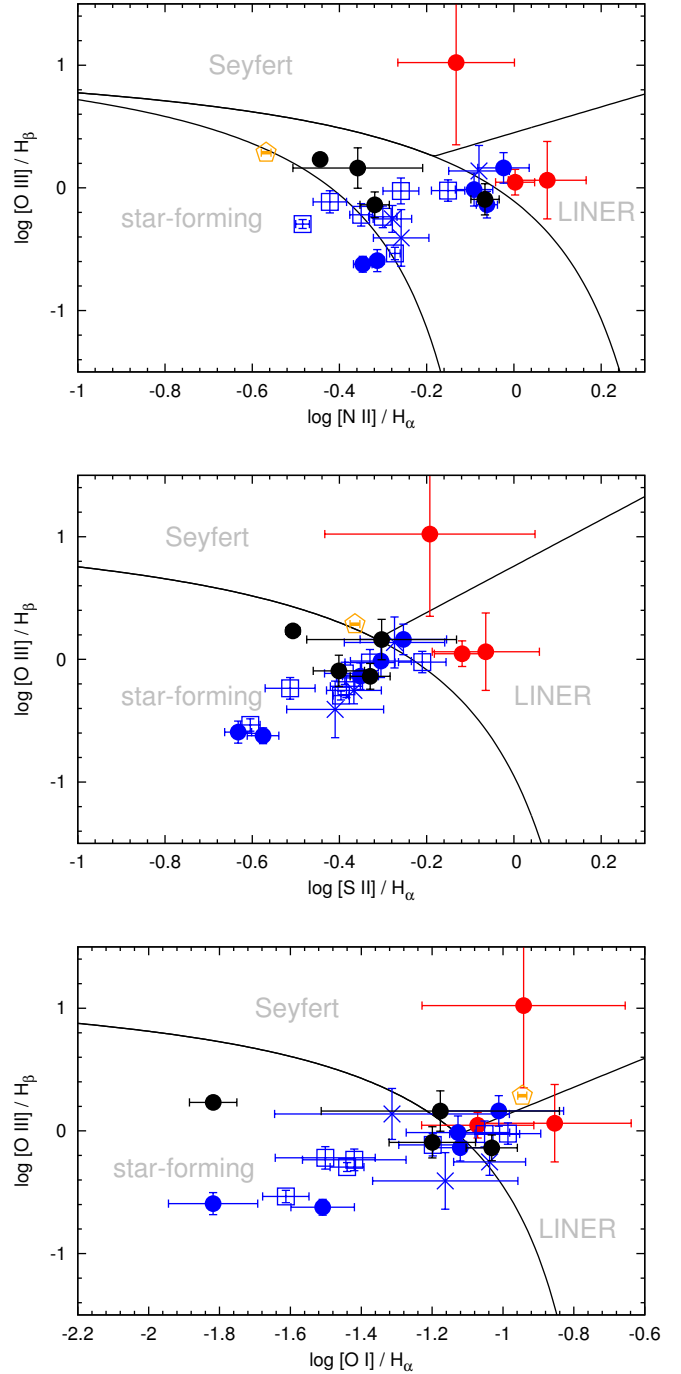 1
0
-1
log [O III] / Hβ
Seyfert
star-forming
LINER
-1 -0.8 -0.6 -0.4 -0.2 0 0.2
log [N II] / Hα
1
0
-1
log [O III] / Hβ
Seyfert
star-forming
LINER
-1 -0.8 -0.6 -0.4 -0.2 0 0.2
log [S II] / Hα
1
0
-1
log [O III] / Hβ
Seyfert
star-forming
LINER
-2.2 -2 -1.8 -1.6 -1.4 -1.2 -1 -0.8 -0.6
log [O I] / Hα